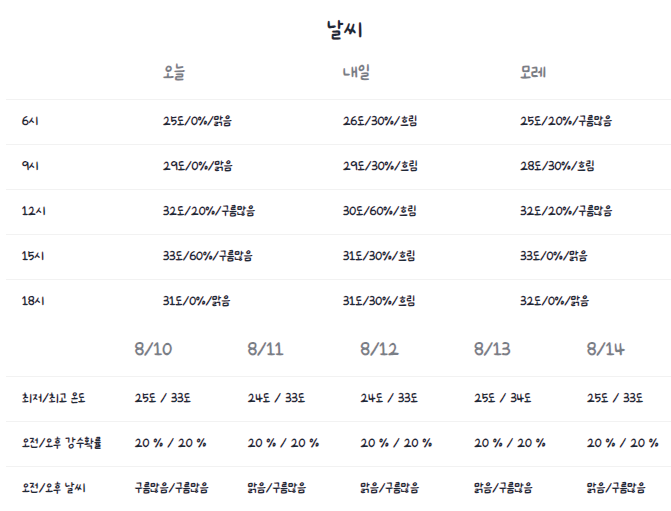 날씨
오늘 내일 모레
6시 25도/0%/맑음 26도/30%/흐림 25도/20%/구름많음
9시 29도/0%/맑음 29도/30%/흐림 28도/30%/흐림
12시 32도/20%/구름많음 30도/60%/흐림 32도/20%/구름많음
15시 33도/60%/구름많음 31도/30%/흐림 33도/0%/맑음
18시 31도/0%/맑음 31도/30%/흐림 32도/0%/맑음
8/10 8/11 8/12 8/13 8/14
최저/최고 온도 25도 / 33도 24도 / 33도 24도 / 33도 25도 / 34도 25도 / 33도
오전/오후 강수확률 20 % / 20 % 20 % / 20 % 20 % / 20 % 20 % / 20 % 20 % / 20 %
오전/오후 날씨 구름많음/구름많음 맑음/구름많음 맑음/구름많음 맑음/구름많음 맑음/구름많음